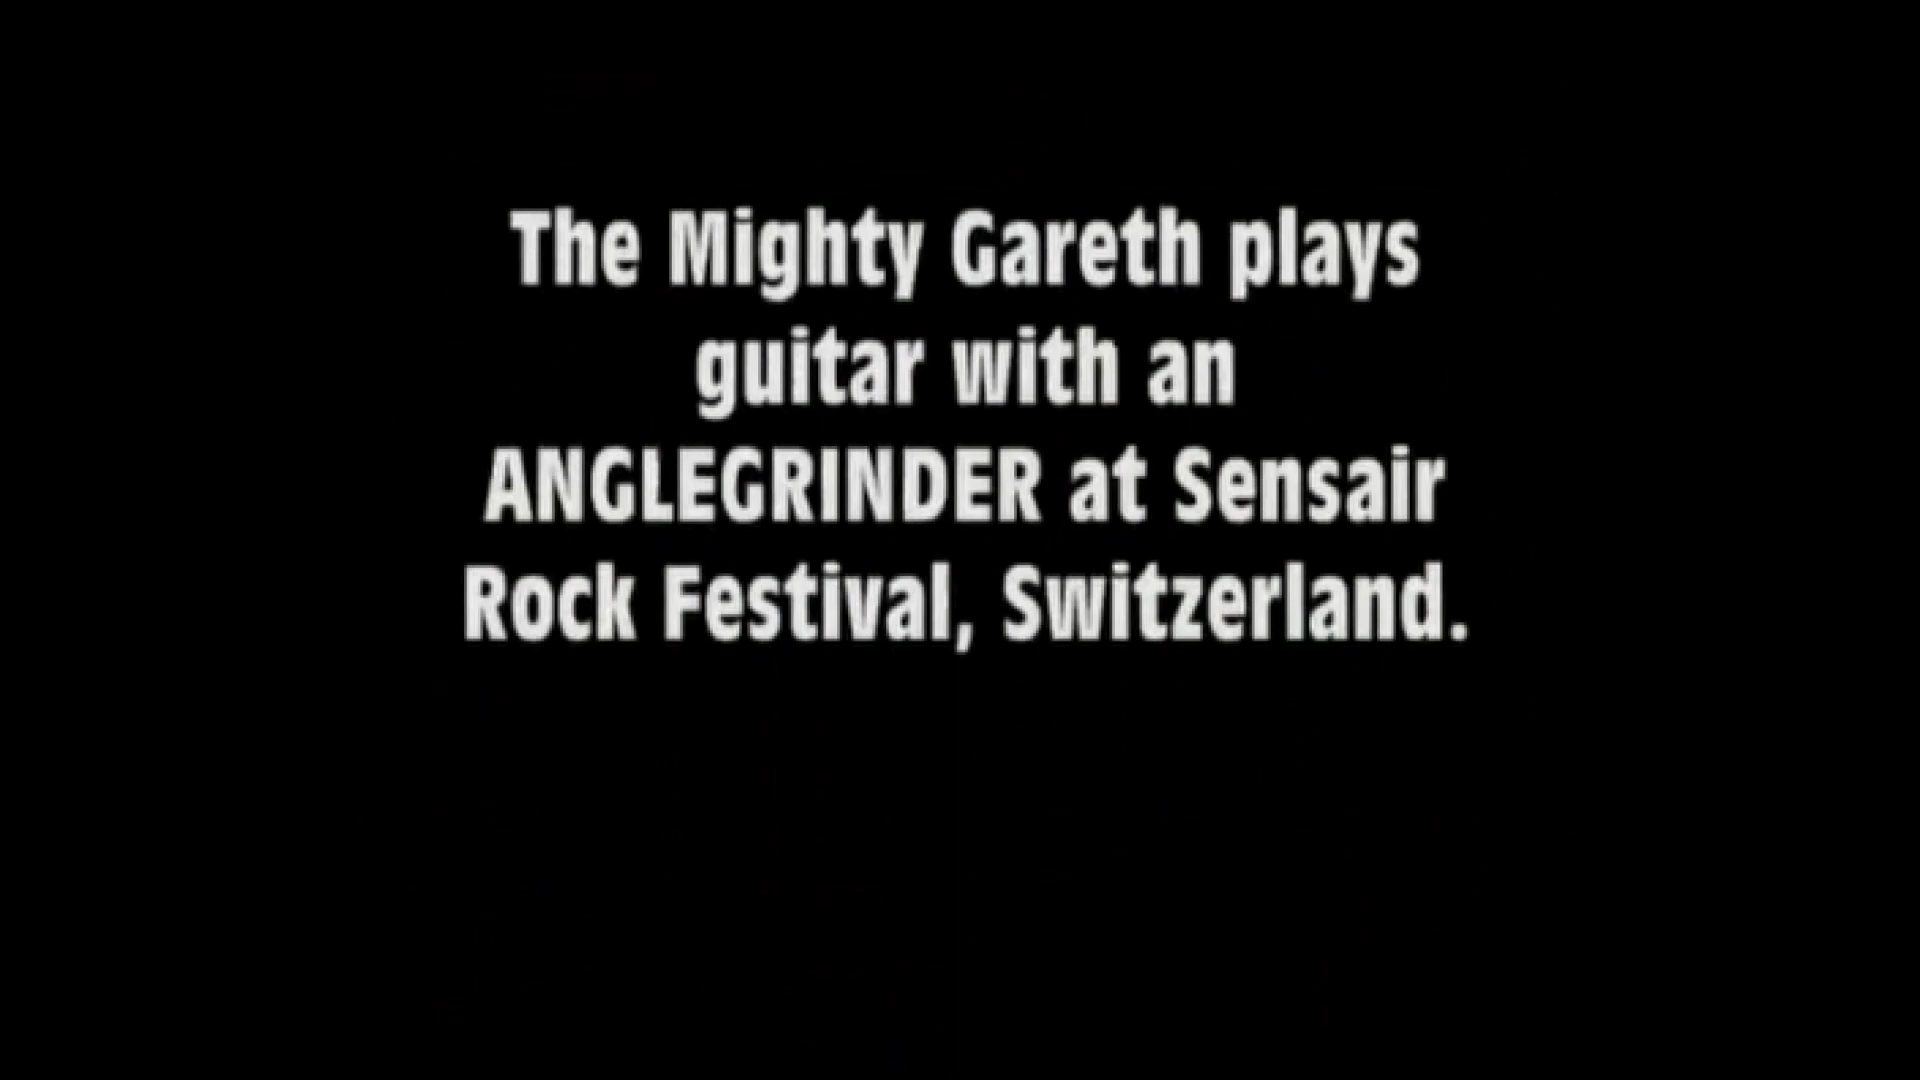 The Mighty Gareth plays
guitar with an
ANGLEGRINDER at Sensair
Rock Festival, Switzerland.